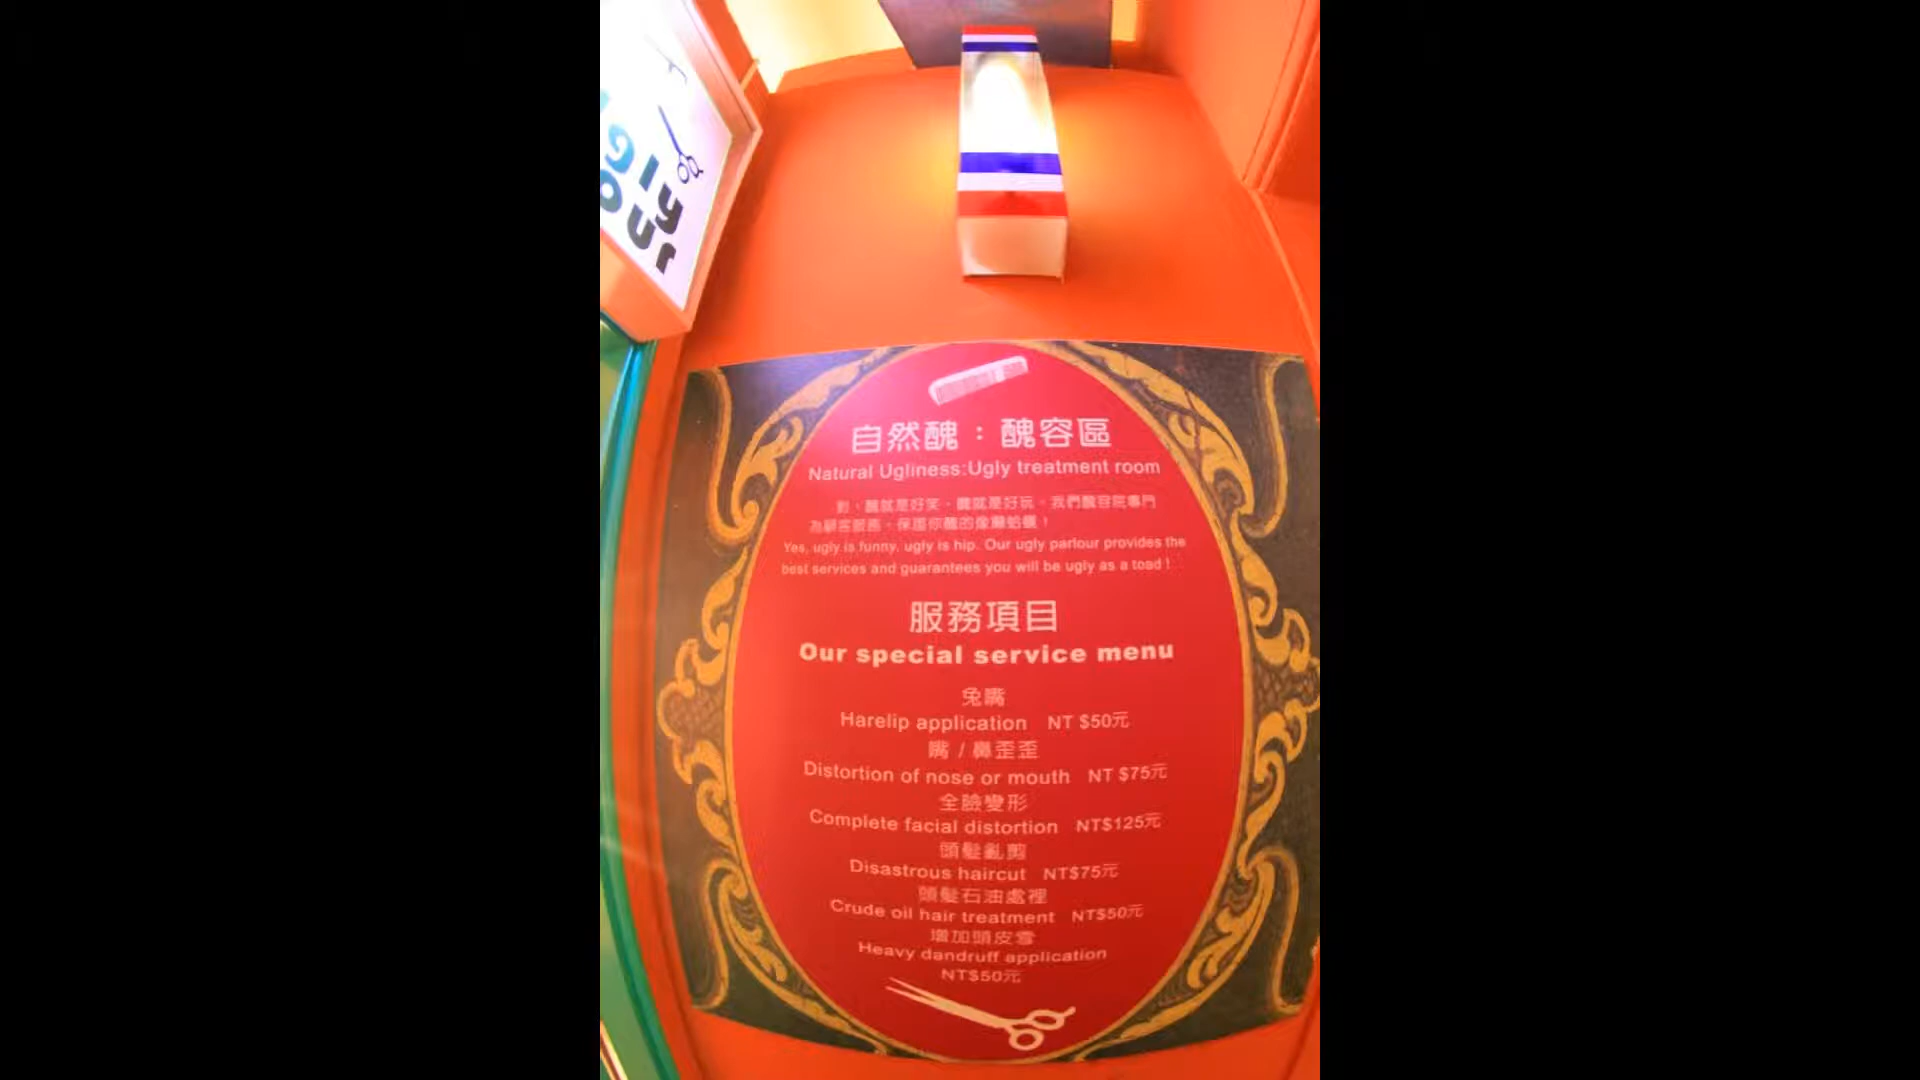 ugly
our
自然醜：醜容區
Natural Ugliness:Ugly treatment room
對，醜就是好笑，醜就是好玩。我們醜容院專門
為顧客服務，保證你醜的像癩蛤蟆！
Yes, ugly is funny, ugly is hip. Our ugly parlour provides the
best services and guarantees you will be ugly as a toad !
服務項目
Our special service menu
兔嘴
Harelip application NT $50元
嘴 / 鼻歪歪
Distortion of nose or mouth NT $75元
全臉變形
Complete facial distortion NT$125元
頭髮亂剪
Disastrous haircut NT$75元
頭髮石油處裡
Crude oil hair treatment NT$50元
增加頭皮雪
Heavy dandruff application
NT$50元